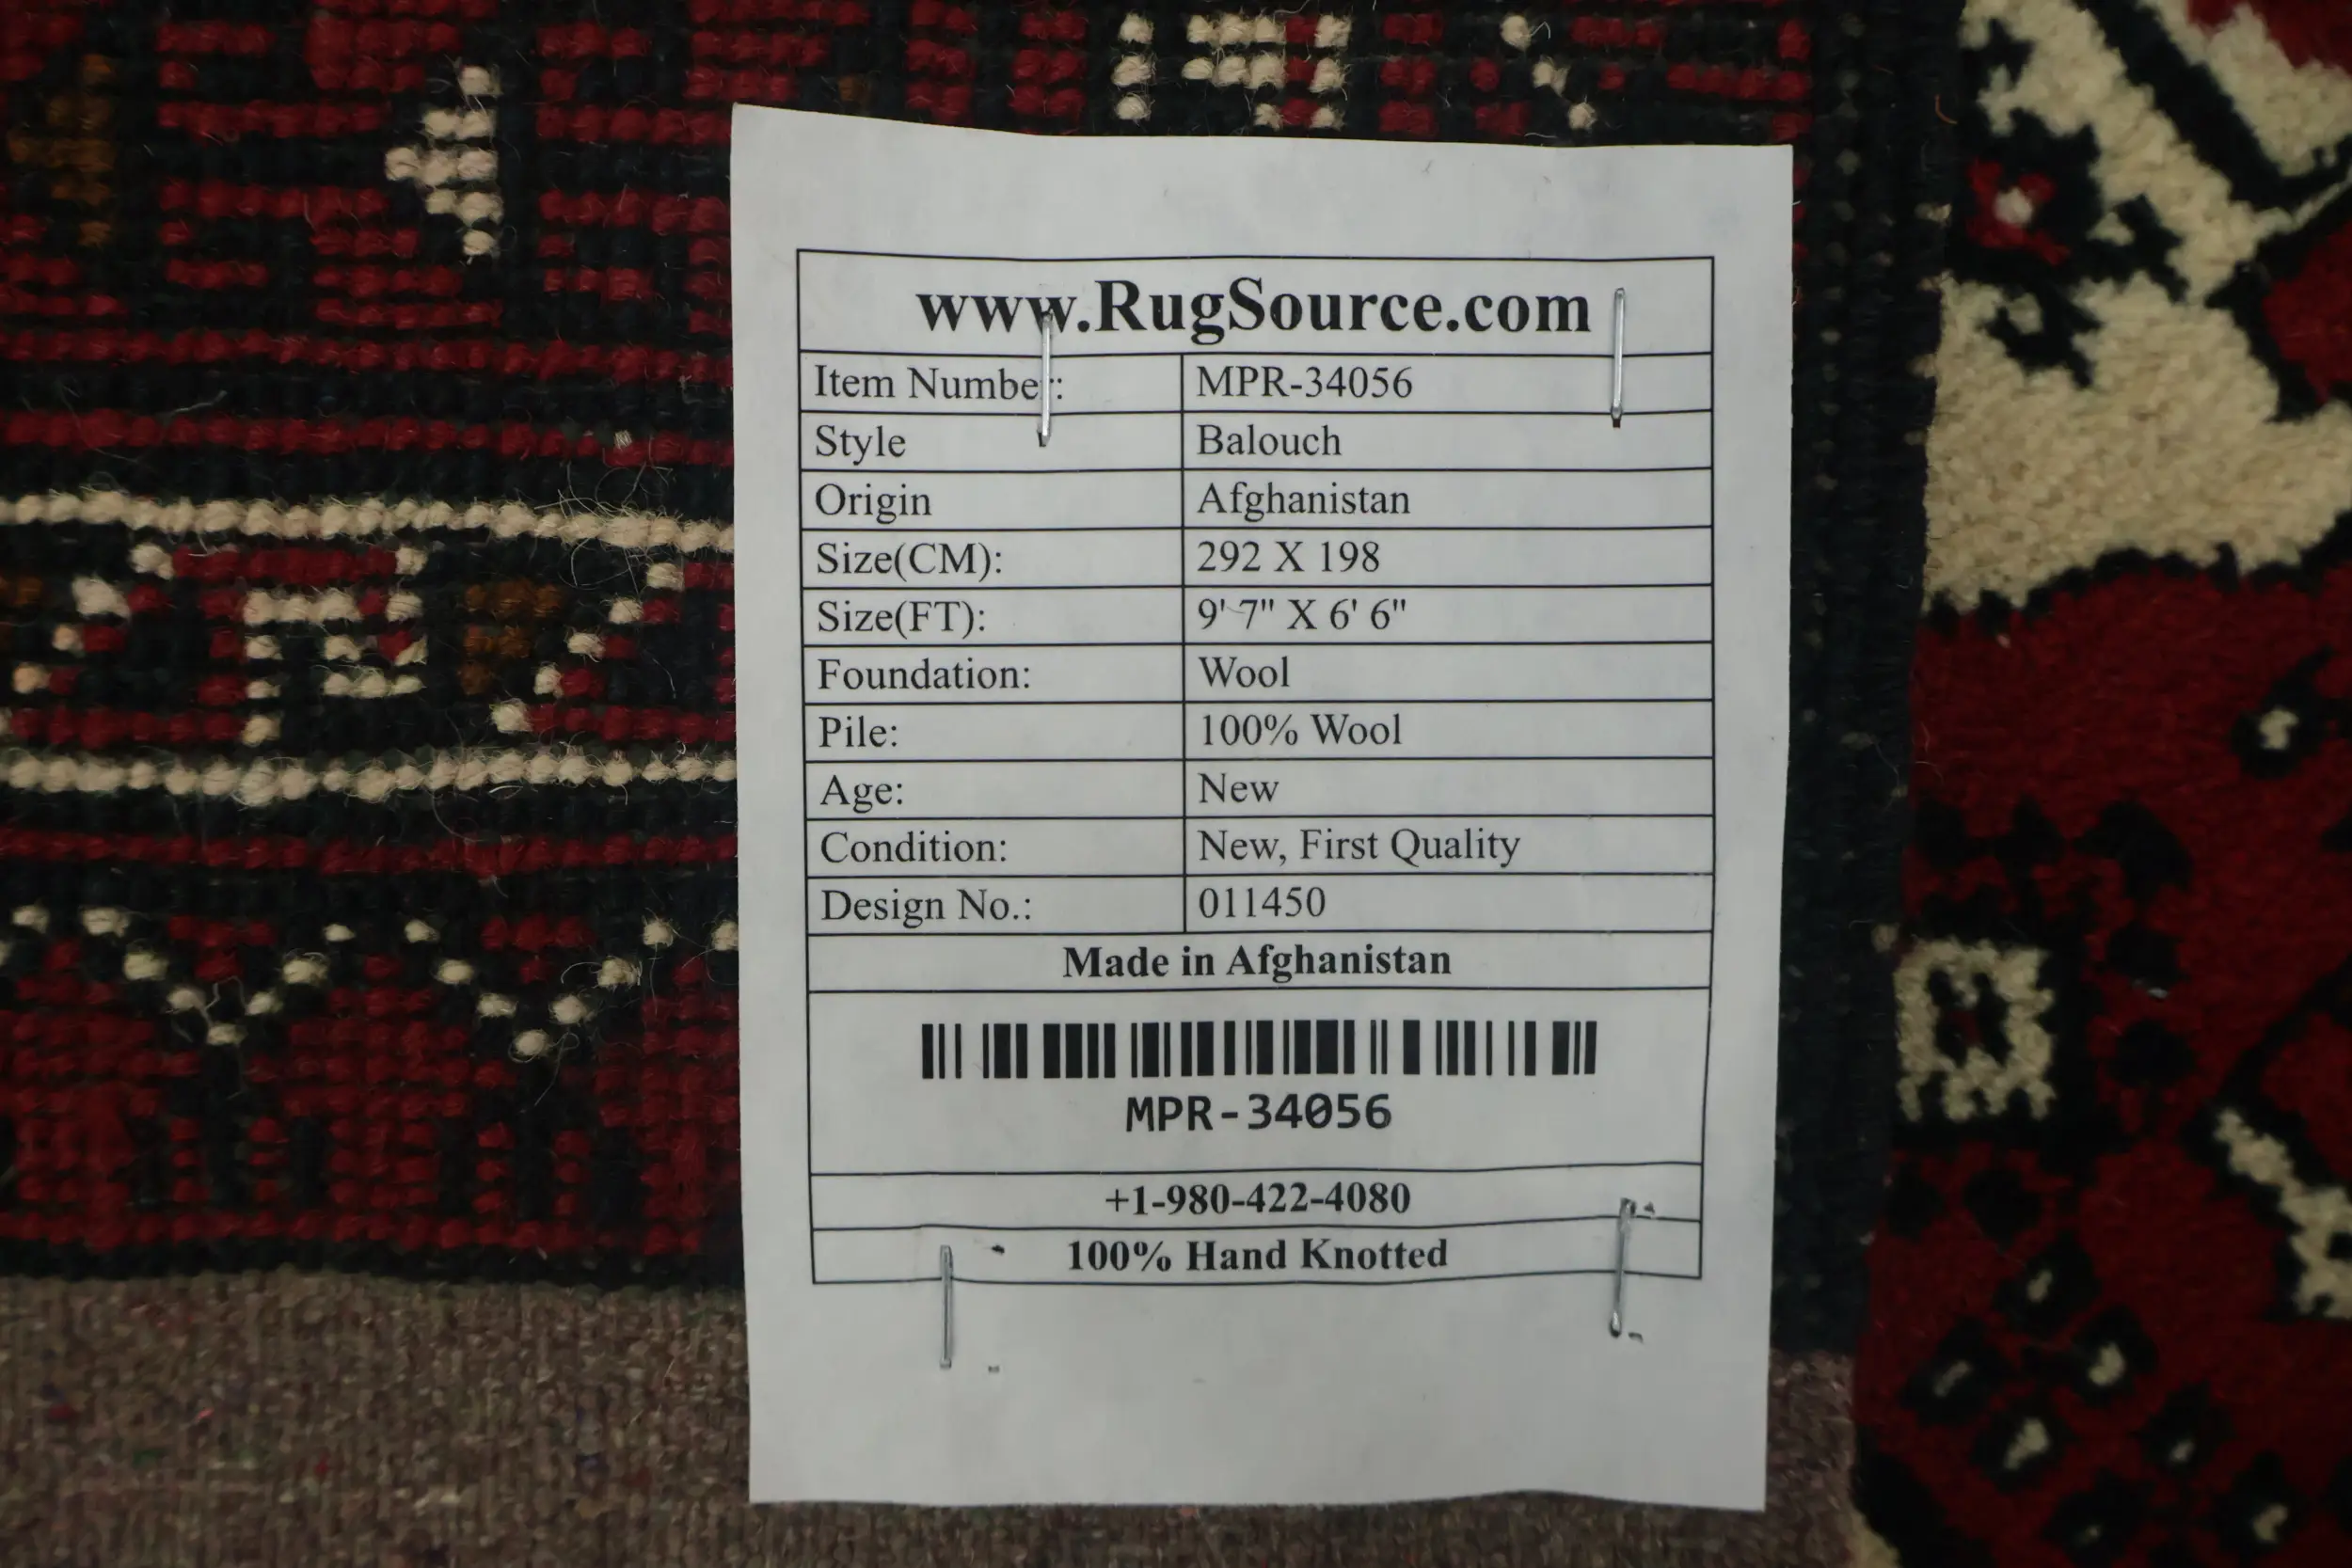 www.RugSource.com
Item Number: MPR-34056
Style Balouch
Origin Afghanistan
Size(CM): 292 X 198
Size(FT): 9' 7" X 6' 6"
Foundation: Wool
Pile: 100% Wool
Age: New
Condition: New, First Quality
Design No.: 011450
Made in Afghanistan
MPR-34056
+1-980-422-4080
100% Hand Knotted